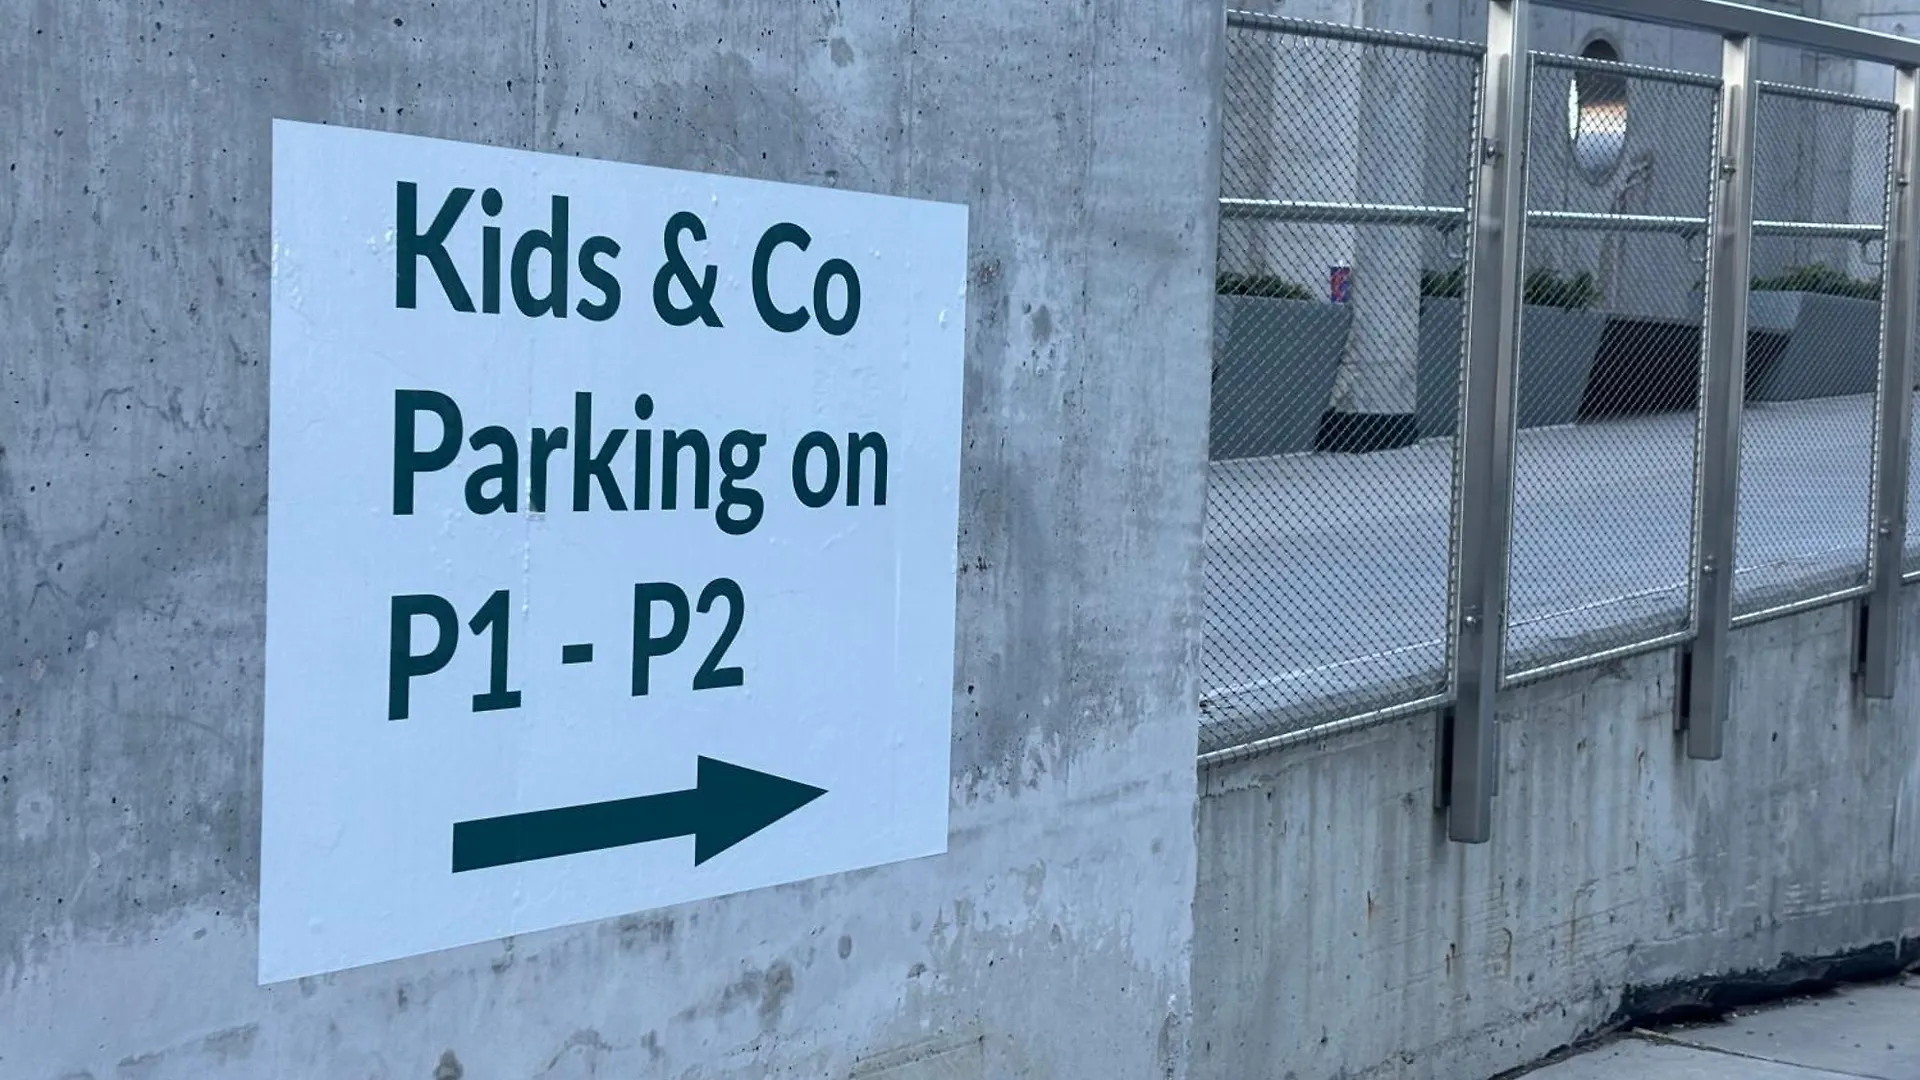 Kids & Co
Parking on
P1 - P2